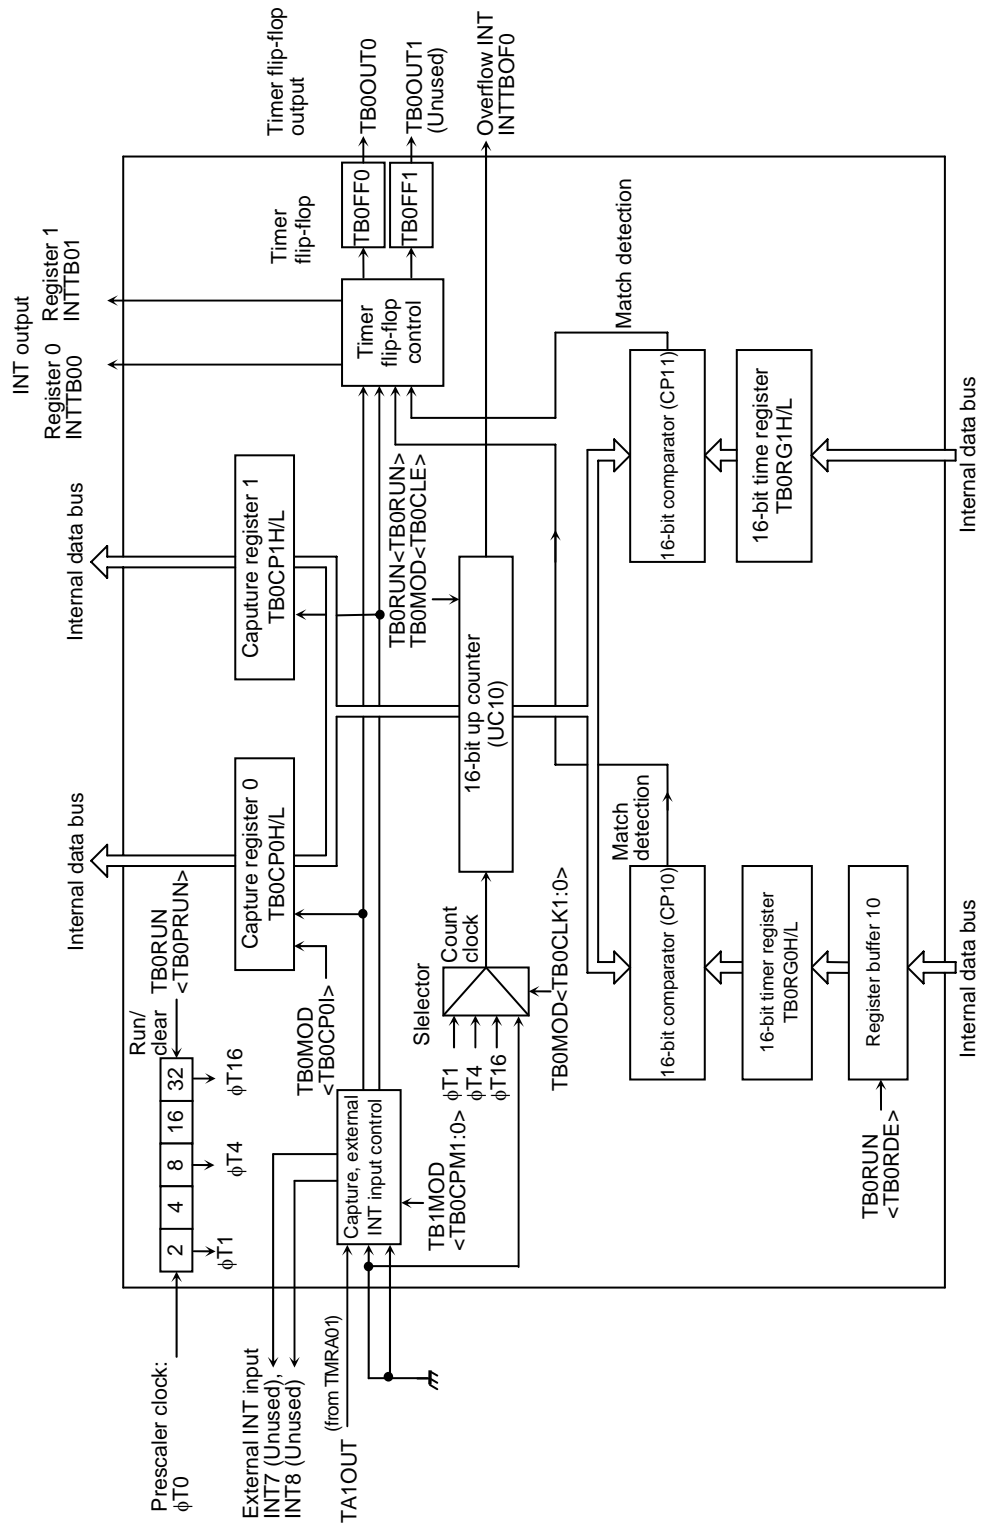 Prescaler clock:
ϕT0
2
4
8
16
32
ϕT1
ϕT4
ϕT16
Run/
clear
TB0RUN
<TB0PRUN>
Internal data bus
Internal data bus
INT output
Register 0
INTTB00
Register 1
INTTB01
External INT input
INT7 (Unused),
INT8 (Unused)
TA1OUT
(from TMRA01)
Capture, external
INT input control
TB0MOD
<TB0CP0I>
TB1MOD
<TB0CPM1:0>
Capture register 0
TB0CP0H/L
Caputure register 1
TB0CP1H/L
Timer
flip-flop
control
Timer
flip-flop
TB0FF0
TB0FF1
Timer flip-flop
output
TB0OUT0
TB0OUT1
(Unused)
TB0RUN<TB0RUN>
TB0MOD<TB0CLE>
Slelector
ϕT1
ϕT4
ϕT16
Count
clock
TB0MOD<TB0CLK1:0>
16-bit up counter
(UC10)
Overflow INT
INTTBOF0
Match
detection
Match detection
16-bit comparator (CP10)
16-bit comparator (CP11)
16-bit timer register
TB0RG0H/L
16-bit time register
TB0RG1H/L
Register buffer 10
TB0RUN
<TB0RDE>
Internal data bus
Internal data bus